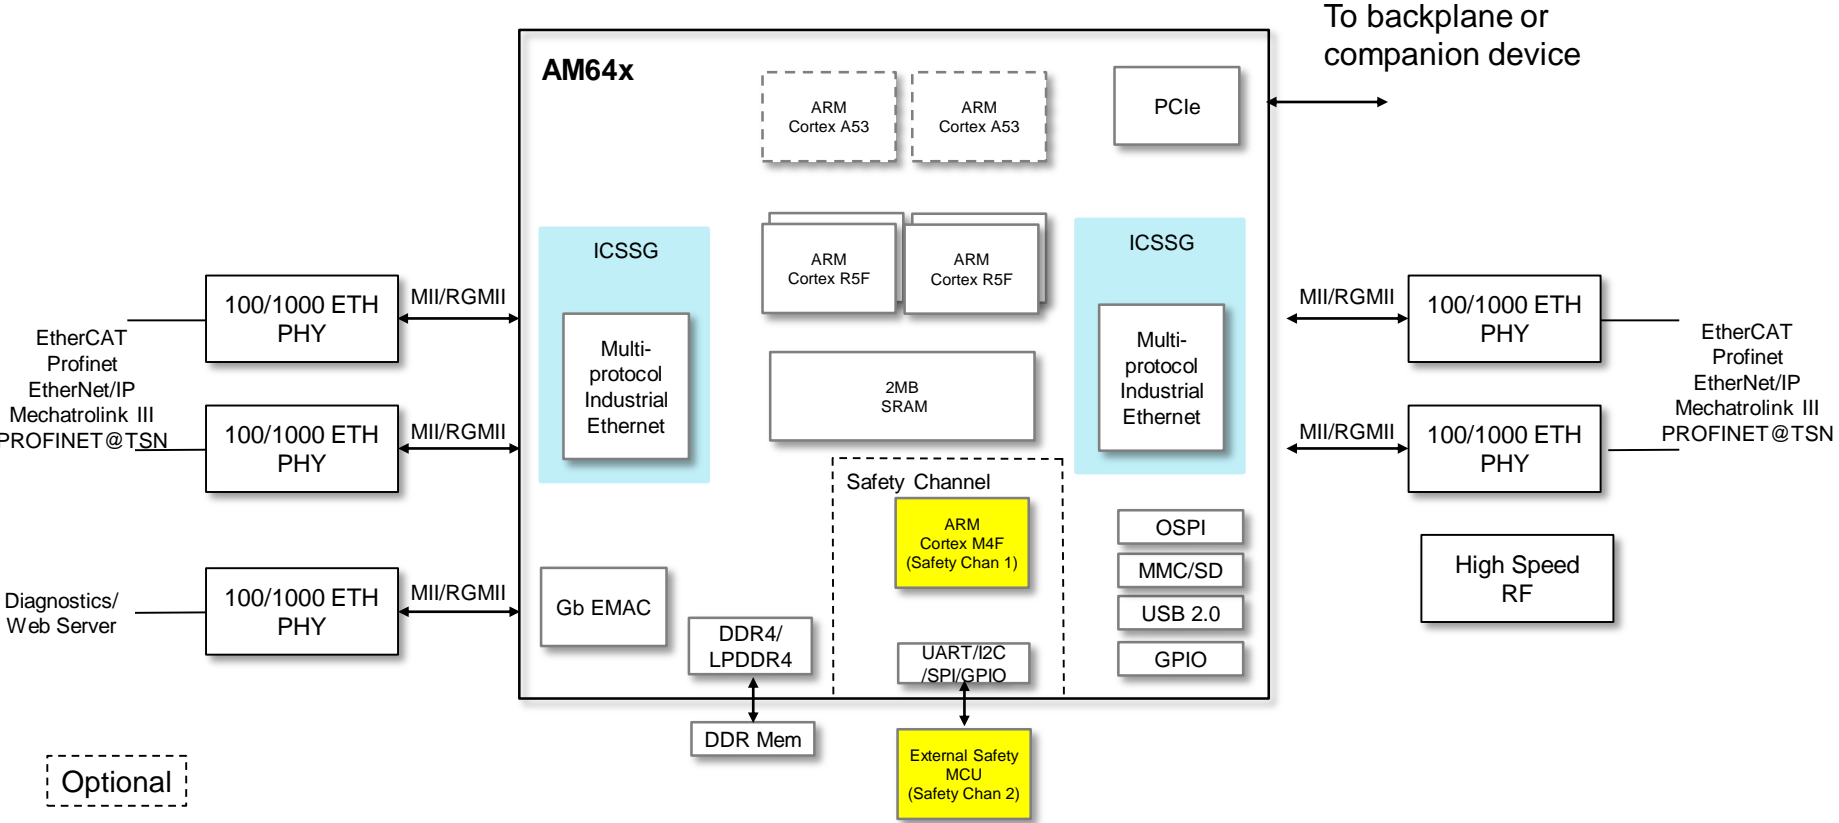 To backplane or
companion device
AM64x
ARM
Cortex A53
ARM
Cortex A53
PCIe
ICSSG
ARM
Cortex R5F
ARM
Cortex R5F
ICSSG
100/1000 ETH
PHY
MII/RGMII
MII/RGMII
100/1000 ETH
PHY
EtherCAT
Profinet
EtherNet/IP
Mechatrolink III
PROFINET@TSN
Multi-
protocol
Industrial
Ethernet
2MB
SRAM
Multi-
protocol
Industrial
Ethernet
EtherCAT
Profinet
EtherNet/IP
Mechatrolink III
PROFINET@TSN
100/1000 ETH
PHY
MII/RGMII
MII/RGMII
100/1000 ETH
PHY
Safety Channel
ARM
Cortex M4F
(Safety Chan 1)
OSPI
MMC/SD
USB 2.0
GPIO
High Speed
RF
Diagnostics/
Web Server
100/1000 ETH
PHY
MII/RGMII
Gb EMAC
DDR4/
LPDDR4
UART/I2C
/SPI/GPIO
DDR Mem
External Safety
MCU
(Safety Chan 2)
Optional